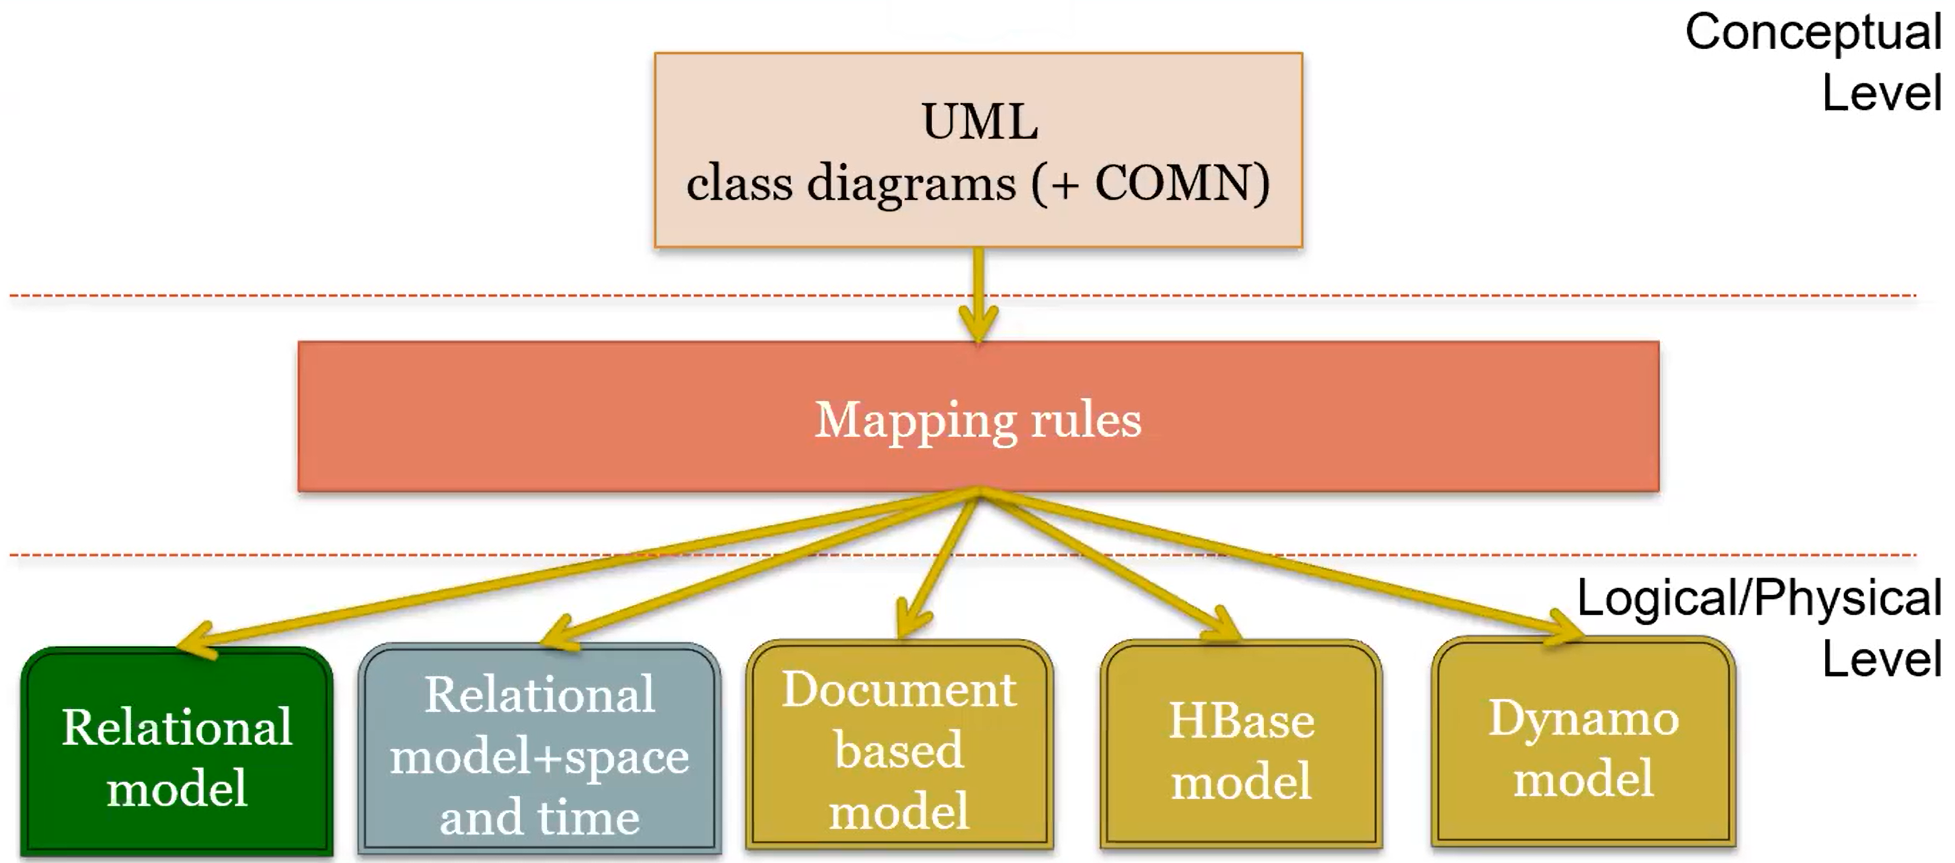 Conceptual
Level
UML
class diagrams (+ COMN)
Mapping rules
Logical/Physical
Level
Relational
model
Relational
model+space
and time
Document
based
model
HBase
model
Dynamo
model